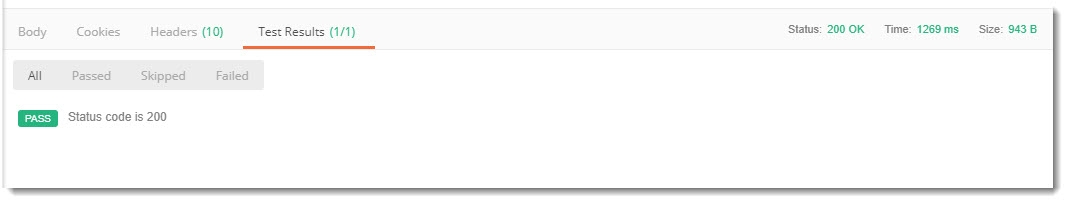 Body Cookies Headers (10) Test Results (1/1) Status: 200 OK Time: 1269 ms Size: 943 B
All Passed Skipped Failed
PASS Status code is 200